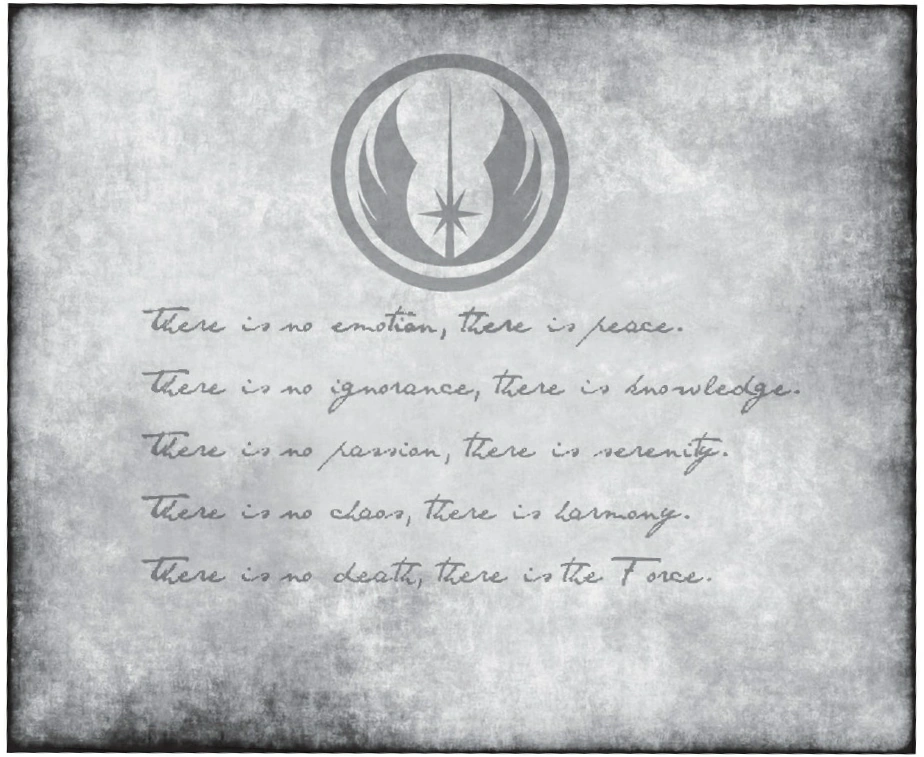 There is no emotion, there is peace.
There is no ignorance, there is knowledge.
There is no passion, there is serenity.
There is no chaos, there is harmony.
There is no death, there is the Force.